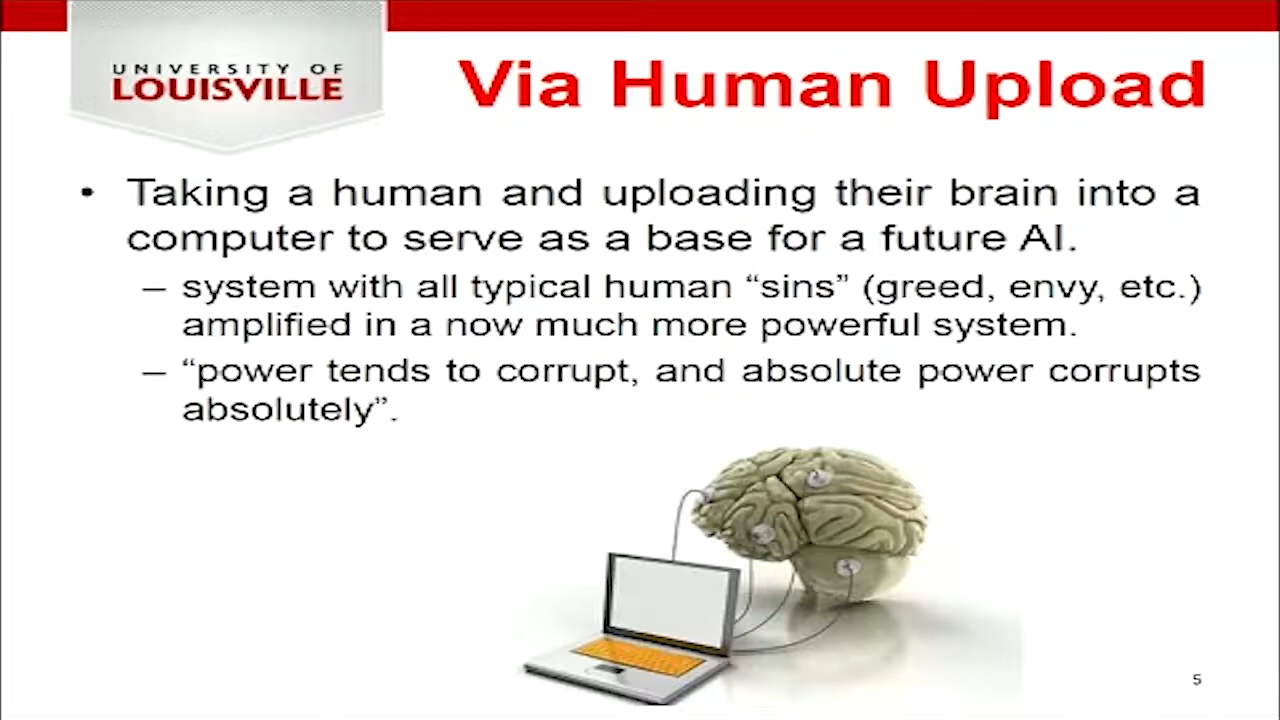 UNIVERSITY OF
LOUISVILLE
Via Human Upload
• Taking a human and uploading their brain into a
computer to serve as a base for a future AI.
– system with all typical human “sins” (greed, envy, etc.)
amplified in a now much more powerful system.
– “power tends to corrupt, and absolute power corrupts
absolutely”.
5